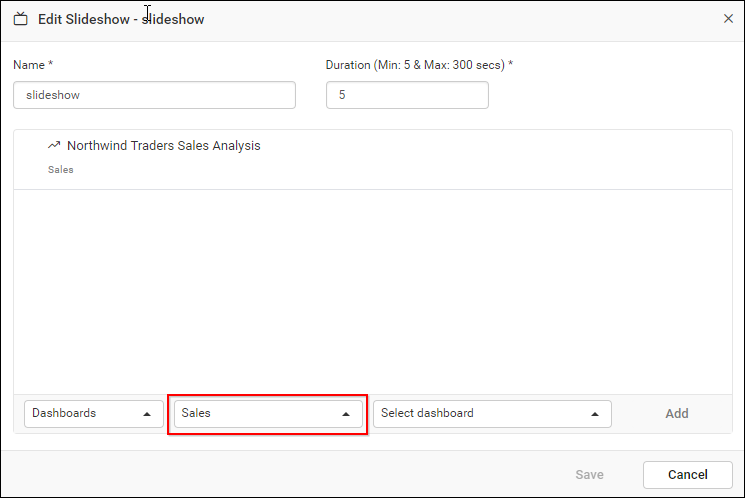 Edit Slideshow - slideshow
Name * Duration (Min: 5 & Max: 300 secs) *
slideshow 5
Northwind Traders Sales Analysis
Sales
Dashboards Sales Select dashboard Add
Save Cancel